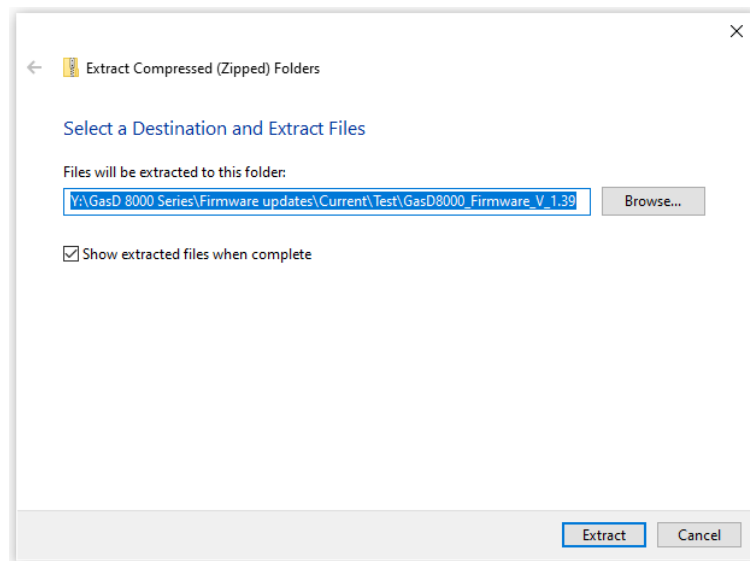 Extract Compressed (Zipped) Folders
Select a Destination and Extract Files
Files will be extracted to this folder:
Y:\GasD 8000 Series\Firmware updates\Current\Test\GasD8000_Firmware_V_1.39
Browse...
Show extracted files when complete
Extract
Cancel